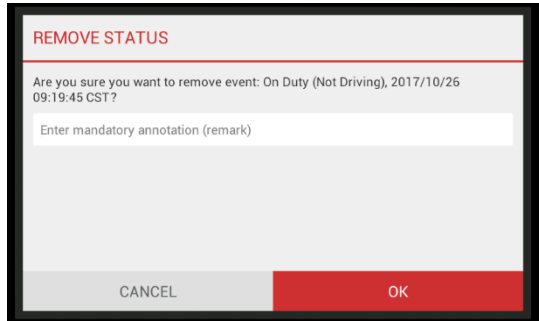 REMOVE STATUS
Are you sure you want to remove event: On Duty (Not Driving), 2017/10/26
09:19:45 CST?
Enter mandatory annotation (remark)
CANCEL
OK